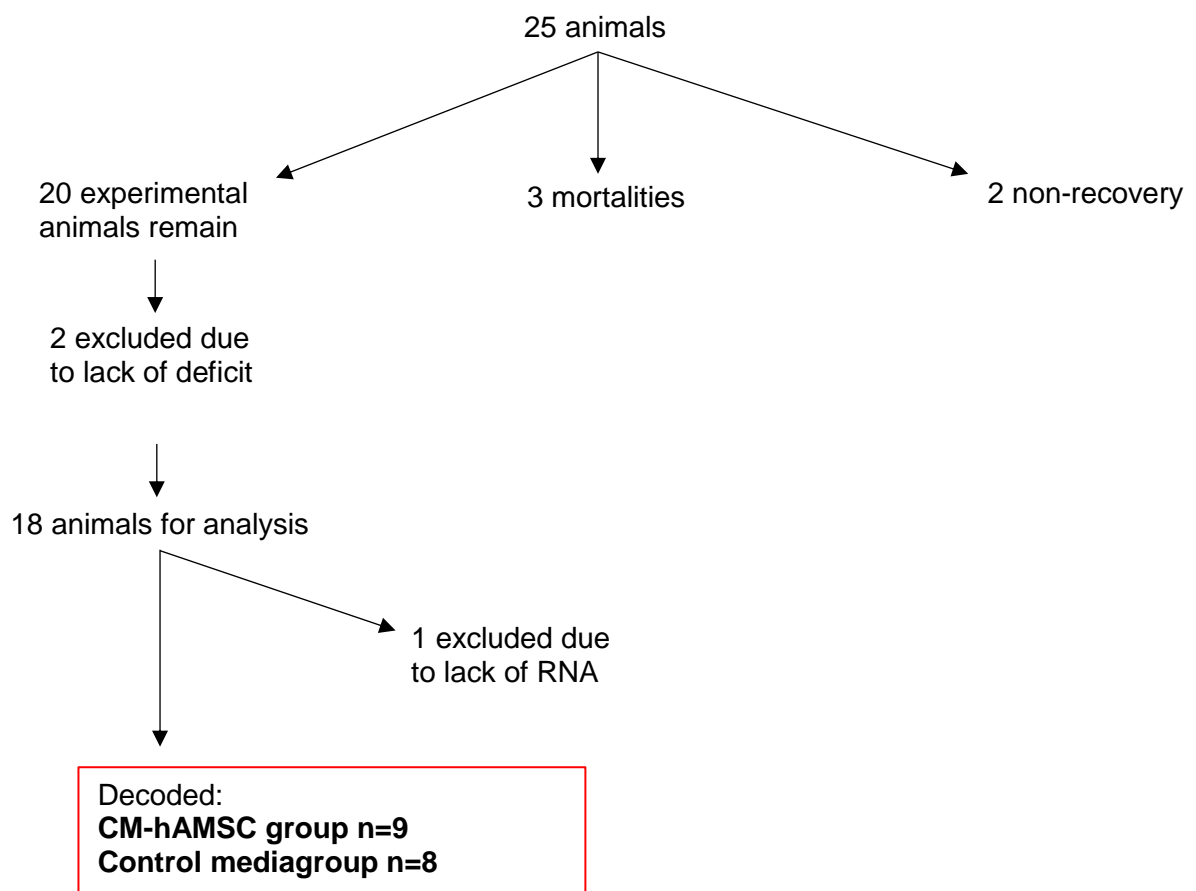 25 animals
20 experimental
animals remain
3 mortalities
2 non-recovery
2 excluded due
to lack of deficit
18 animals for analysis
1 excluded due
to lack of RNA
Decoded:
CM-hAMSC group n=9
Control mediagroup n=8